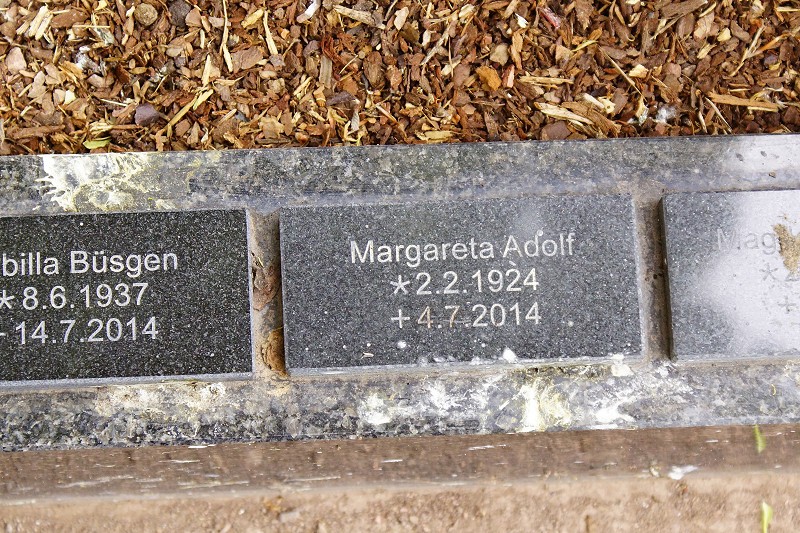 billa Büsgen
*8.6.1937
+14.7.2014
Margareta Adolf
*2.2.1924
+4.7.2014